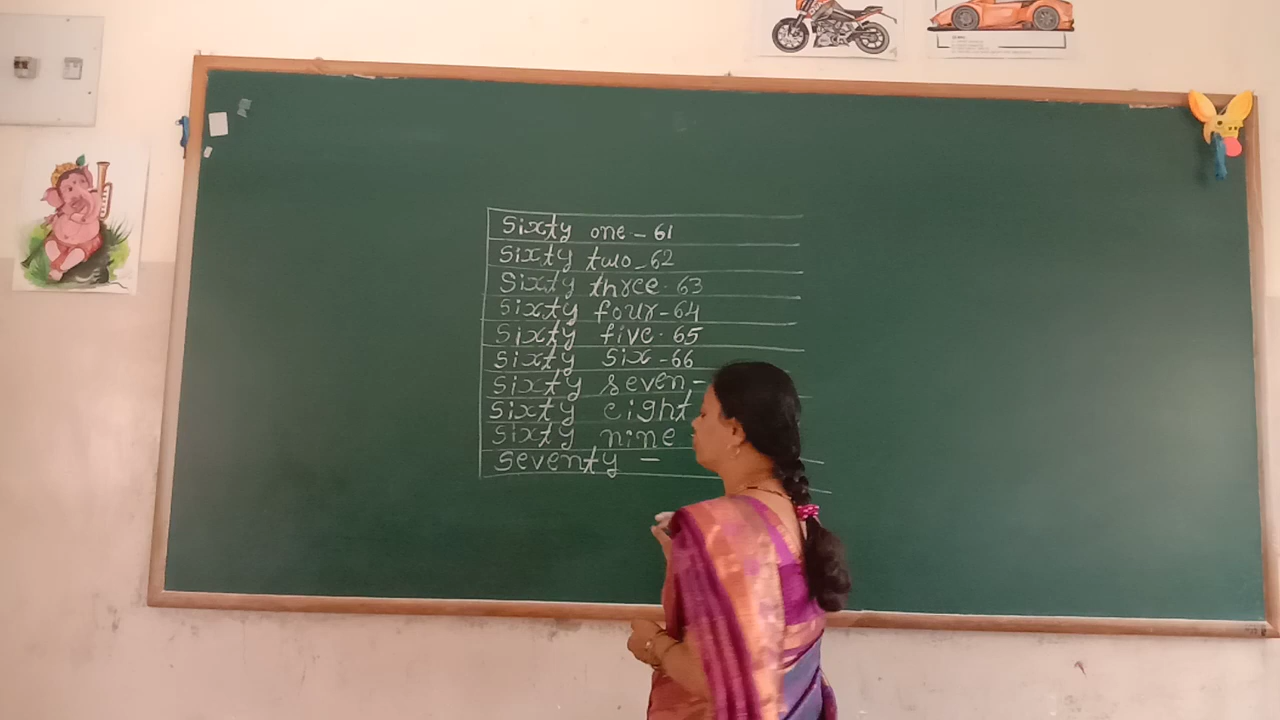 Sixty one - 61
Sixty two - 62
Sixty three - 63
Sixty four - 64
Sixty five - 65
Sixty six - 66
Sixty seven -
Sixty eight
Sixty nine
Seventy -